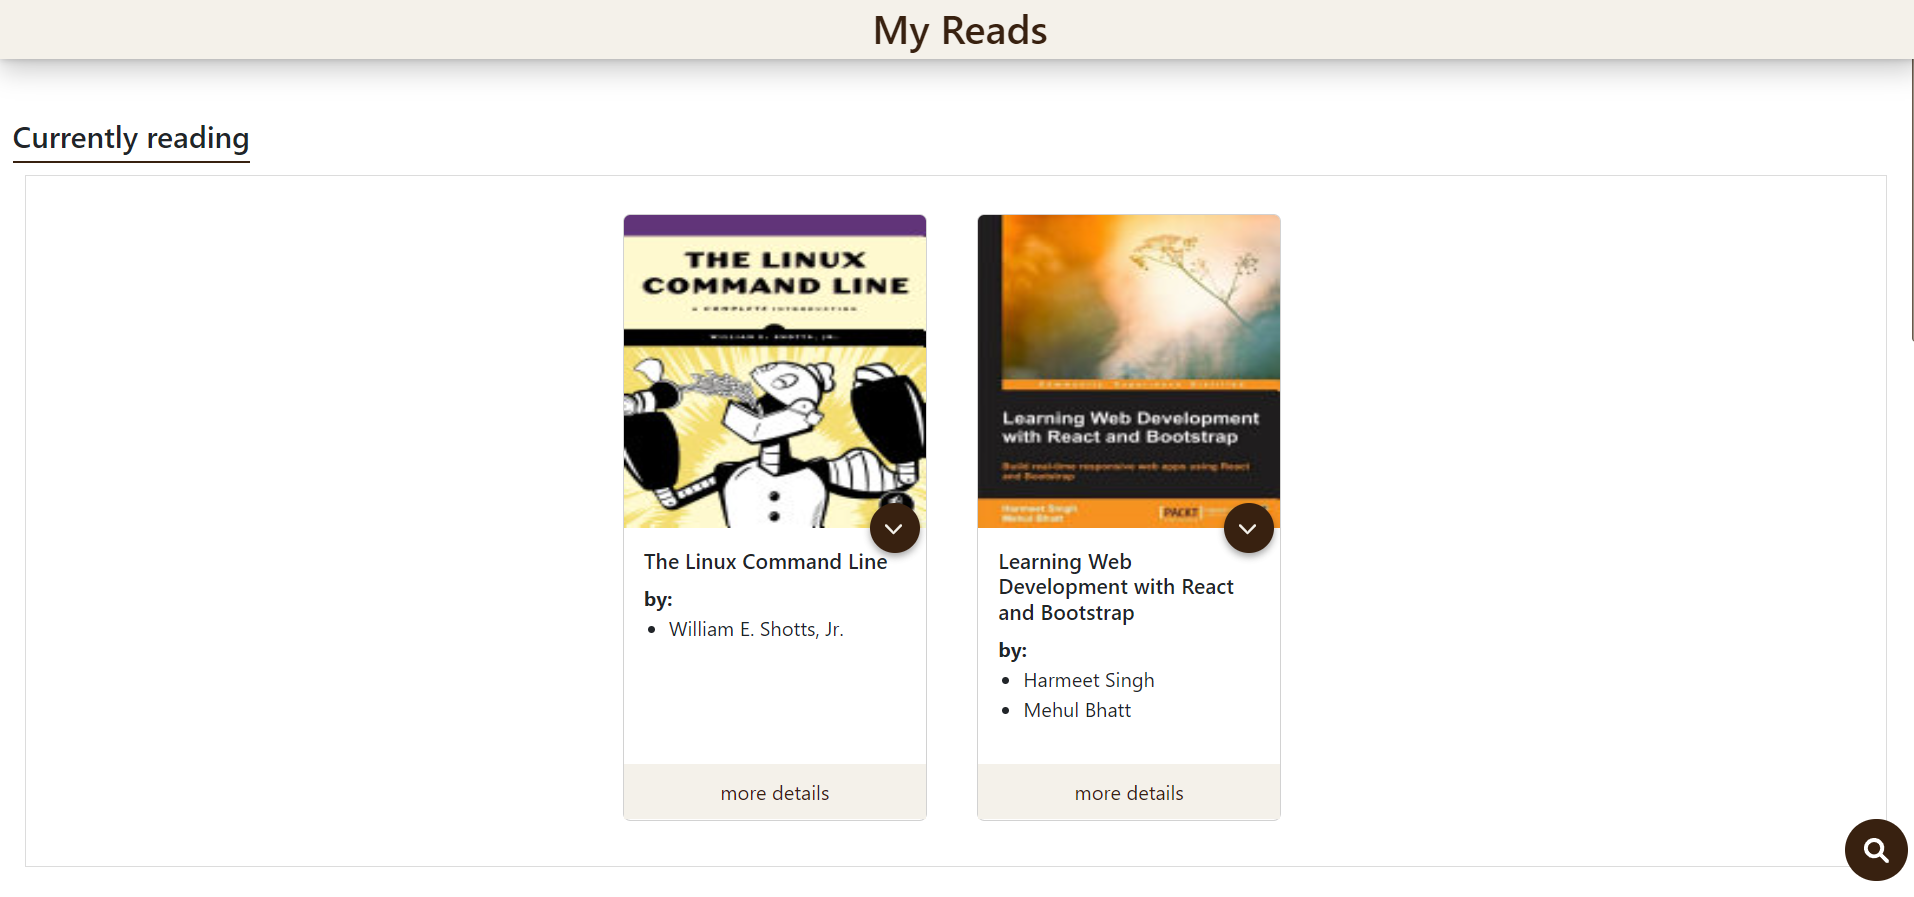 My Reads
Currently reading
THE LINUX
COMMAND LINE
A COMPLETE INTRODUCTION
WILLIAM E. SHOTTS, JR.
The Linux Command Line
by:
• William E. Shotts, Jr.
more details
Community Experience Distilled
Learning Web Development
with React and Bootstrap
Build real-time responsive web apps using React
and Bootstrap
Harmeet Singh
Mehul Bhatt
PACKT
Learning Web
Development with React
and Bootstrap
by:
• Harmeet Singh
• Mehul Bhatt
more details